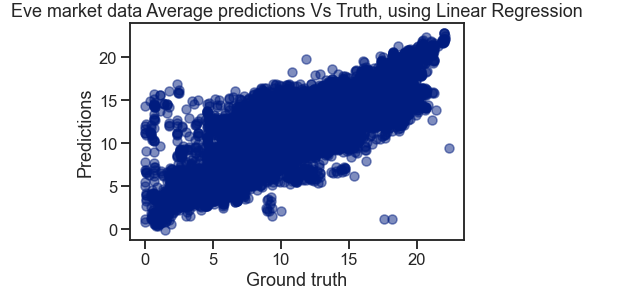 Eve market data Average predictions Vs Truth, using Linear Regression
20
15
10
5
0
Predictions
0 5 10 15 20
Ground truth